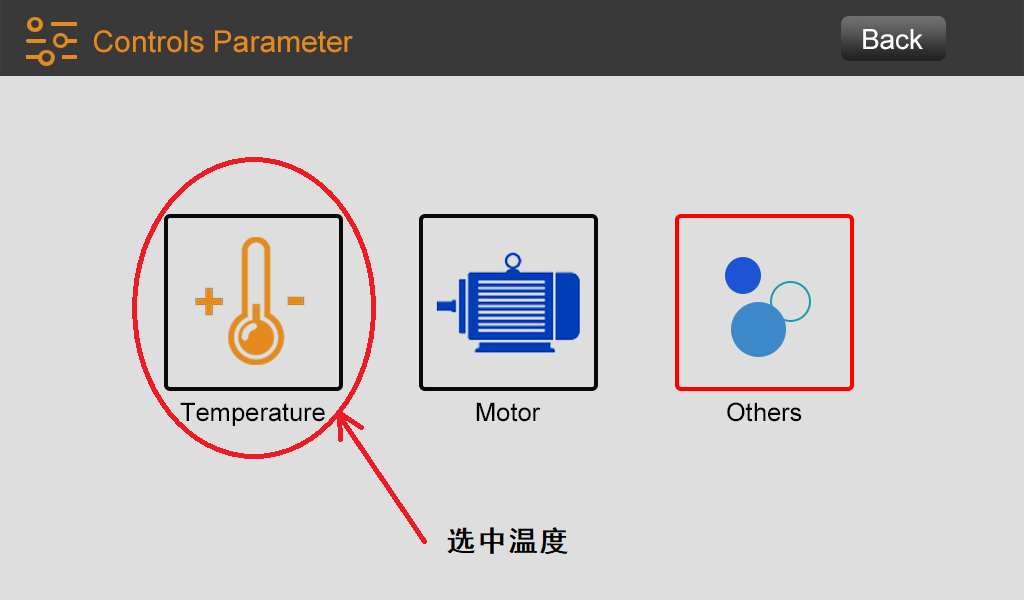 Controls Parameter
Back
Temperature
Motor
Others
选中温度